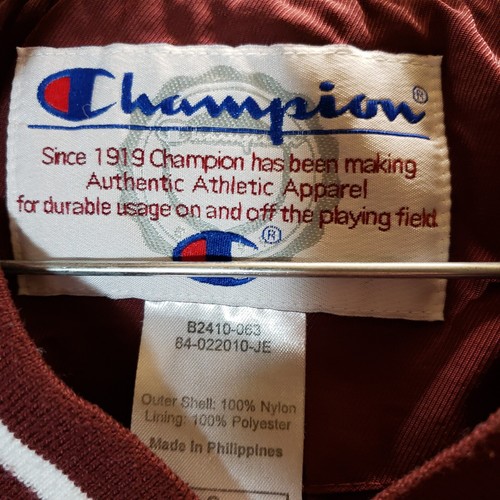 Champion®
Since 1919 Champion has been making
Authentic Athletic Apparel
for durable usage on and off the playing field.
®
B2410-063
84-022010-JE
Outer Shell: 100% Nylon
Lining: 100% Polyester
Made In Philippines